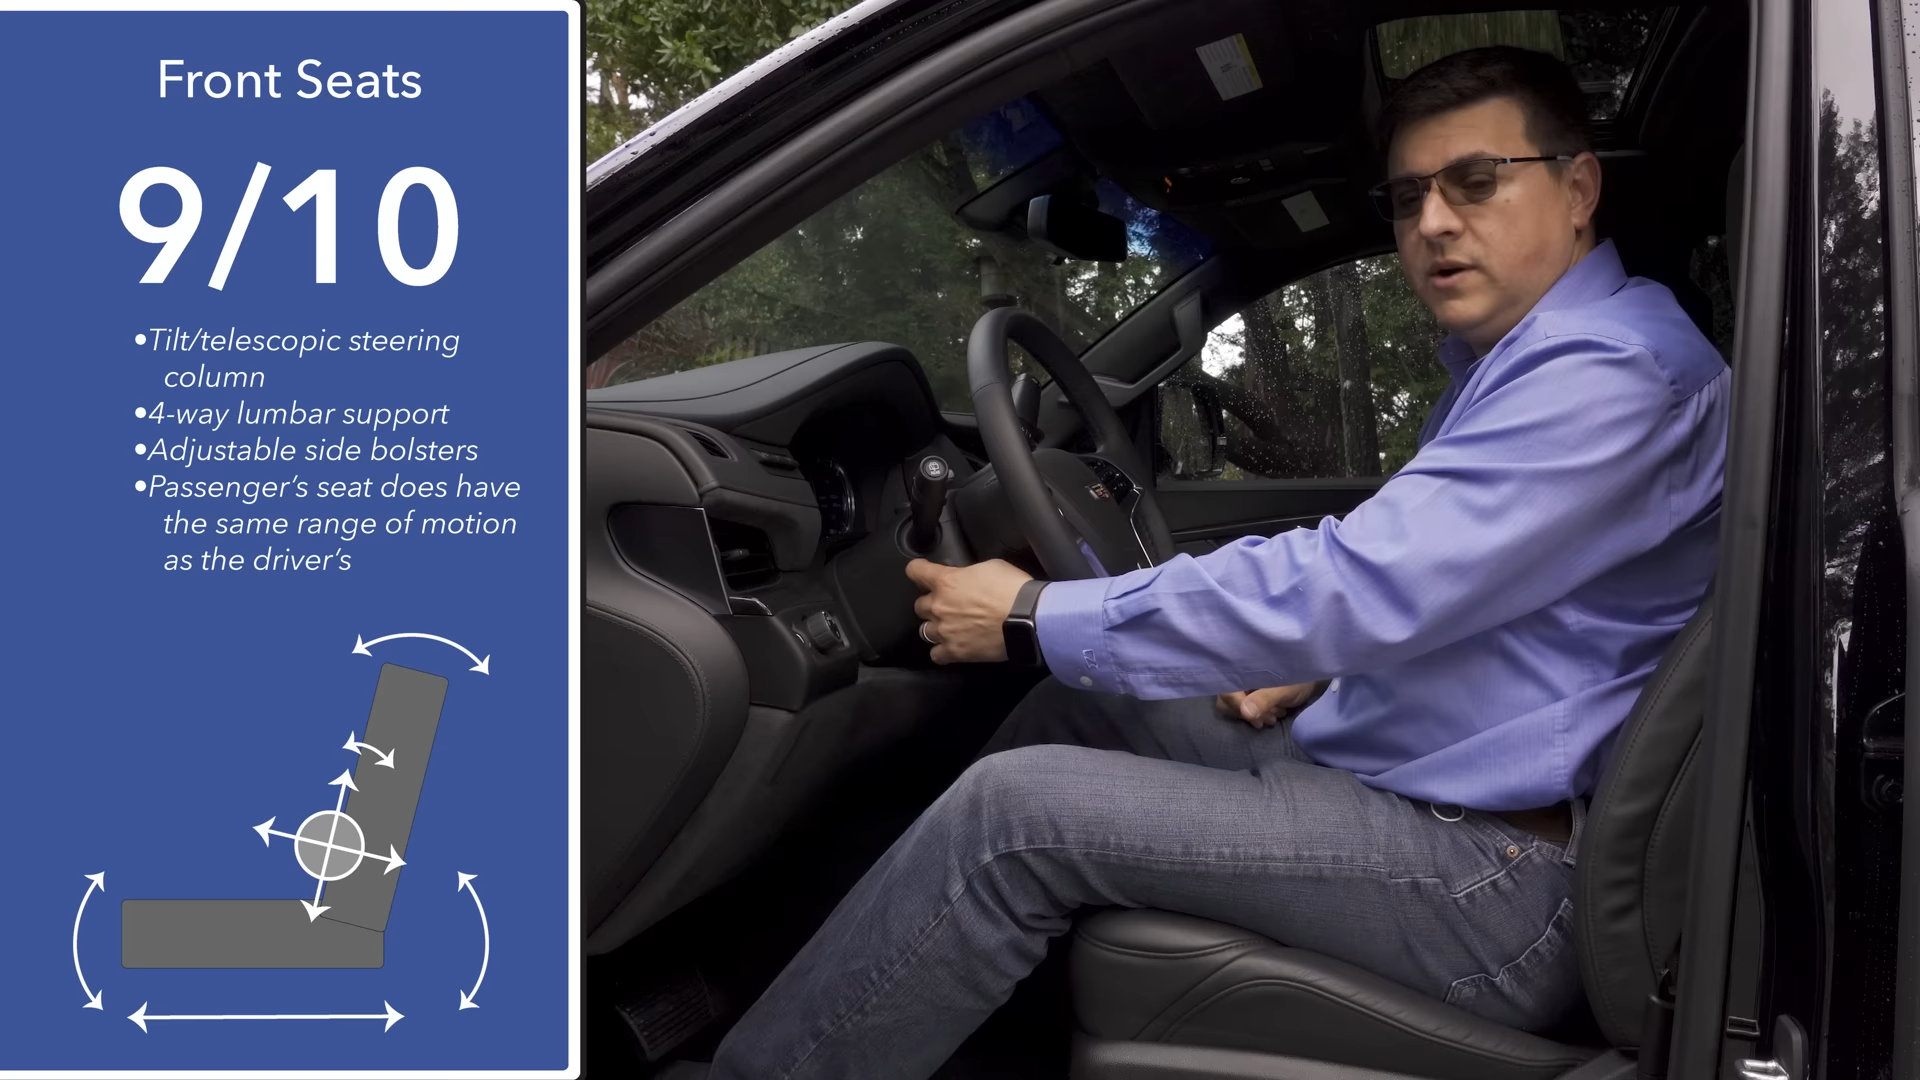 Front Seats
9/10
•Tilt/telescopic steering
column
•4-way lumbar support
•Adjustable side bolsters
•Passenger’s seat does have
the same range of motion
as the driver’s